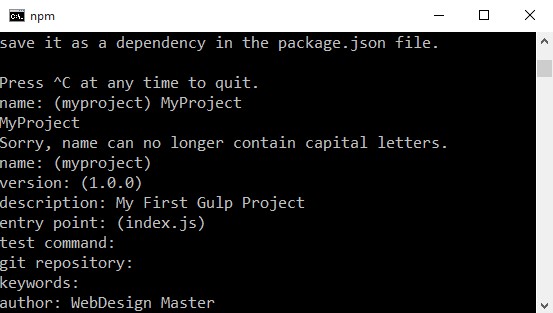 npm
save it as a dependency in the package.json file.
Press ^C at any time to quit.
name: (myproject) MyProject
MyProject
Sorry, name can no longer contain capital letters.
name: (myproject)
version: (1.0.0)
description: My First Gulp Project
entry point: (index.js)
test command:
git repository:
keywords:
author: WebDesign Master